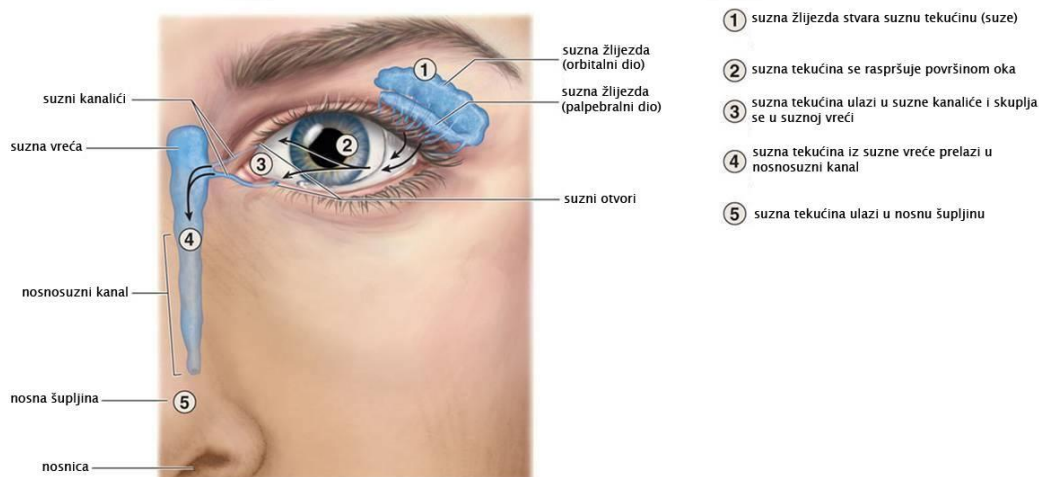 suzni kanalići
suzna vreća
nosnosuzni kanal
nosna šupljina
nosnica
suzna žlijezda
(orbitalni dio)
suzna žlijezda
(palpebralni dio)
suzni otvori
1
2
3
4
5
1 suzna žlijezda stvara suznu tekućinu (suze)
2 suzna tekućina se raspršuje površinom oka
3 suzna tekućina ulazi u suzne kanaliće i skuplja
se u suznoj vreći
4 suzna tekućina iz suzne vreće prelazi u
nosnosuzni kanal
5 suzna tekućina ulazi u nosnu šupljinu